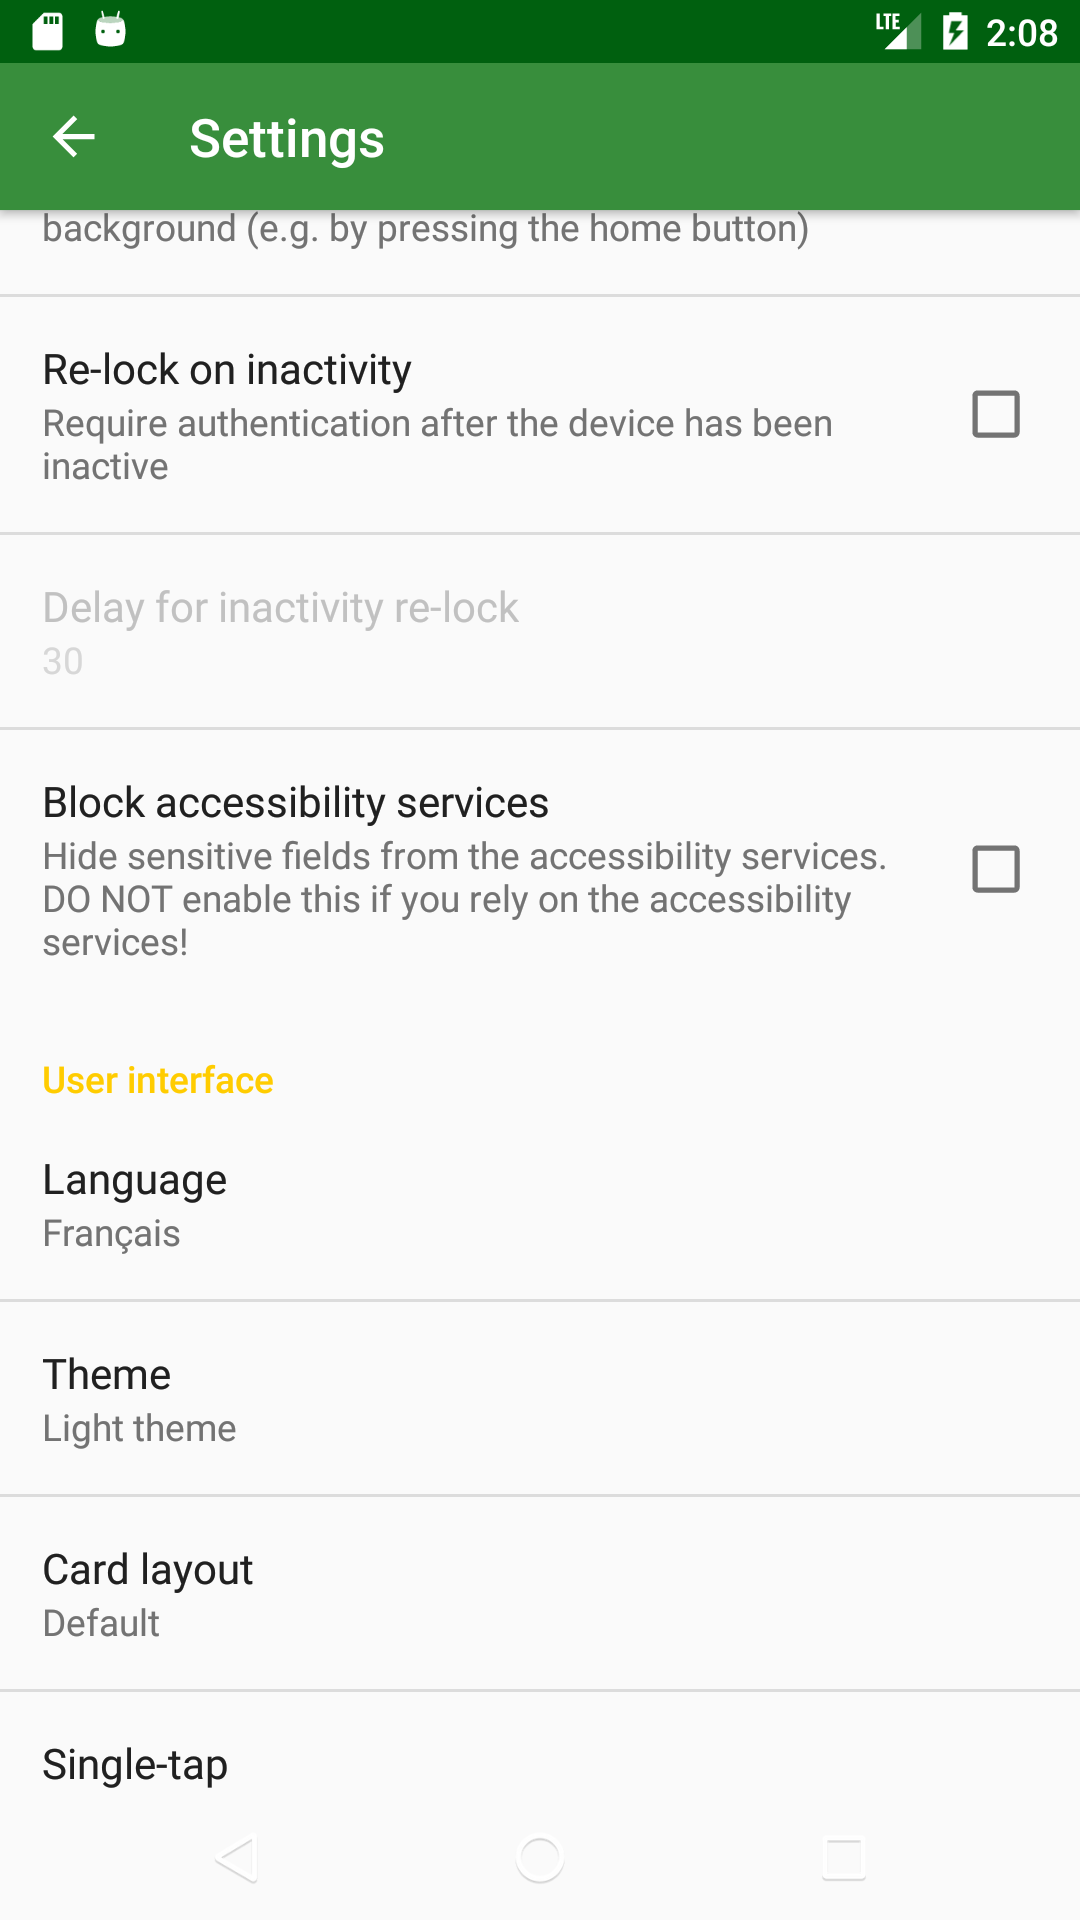 LTE 2:08
Settings
background (e.g. by pressing the home button)
Re-lock on inactivity
Require authentication after the device has been
inactive
Delay for inactivity re-lock
30
Block accessibility services
Hide sensitive fields from the accessibility services.
DO NOT enable this if you rely on the accessibility
services!
User interface
Language
Français
Theme
Light theme
Card layout
Default
Single-tap